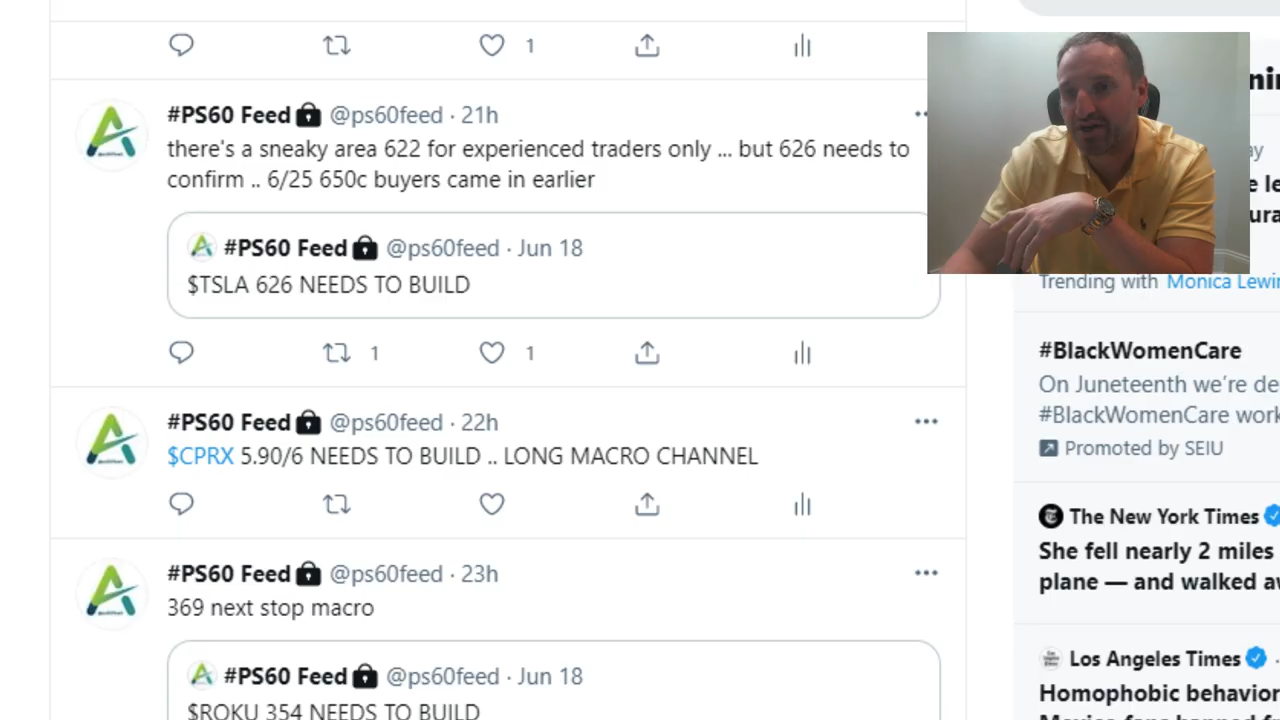 1
#PS60 Feed @ps60feed · 21h
there's a sneaky area 622 for experienced traders only ... but 626 needs to
confirm .. 6/25 650c buyers came in earlier
#PS60 Feed @ps60feed · Jun 18
$TSLA 626 NEEDS TO BUILD
1 1
#PS60 Feed @ps60feed · 22h
$CPRX 5.90/6 NEEDS TO BUILD .. LONG MACRO CHANNEL
#PS60 Feed @ps60feed · 23h
369 next stop macro
#PS60 Feed @ps60feed · Jun 18
$ROKU 354 NEEDS TO BUILD
Trending with Monica Lewin
#BlackWomenCare
On Juneteenth we're de
#BlackWomenCare work
Promoted by SEIU
The New York Times
She fell nearly 2 miles
plane — and walked aw
Los Angeles Times ·
Homophobic behavior